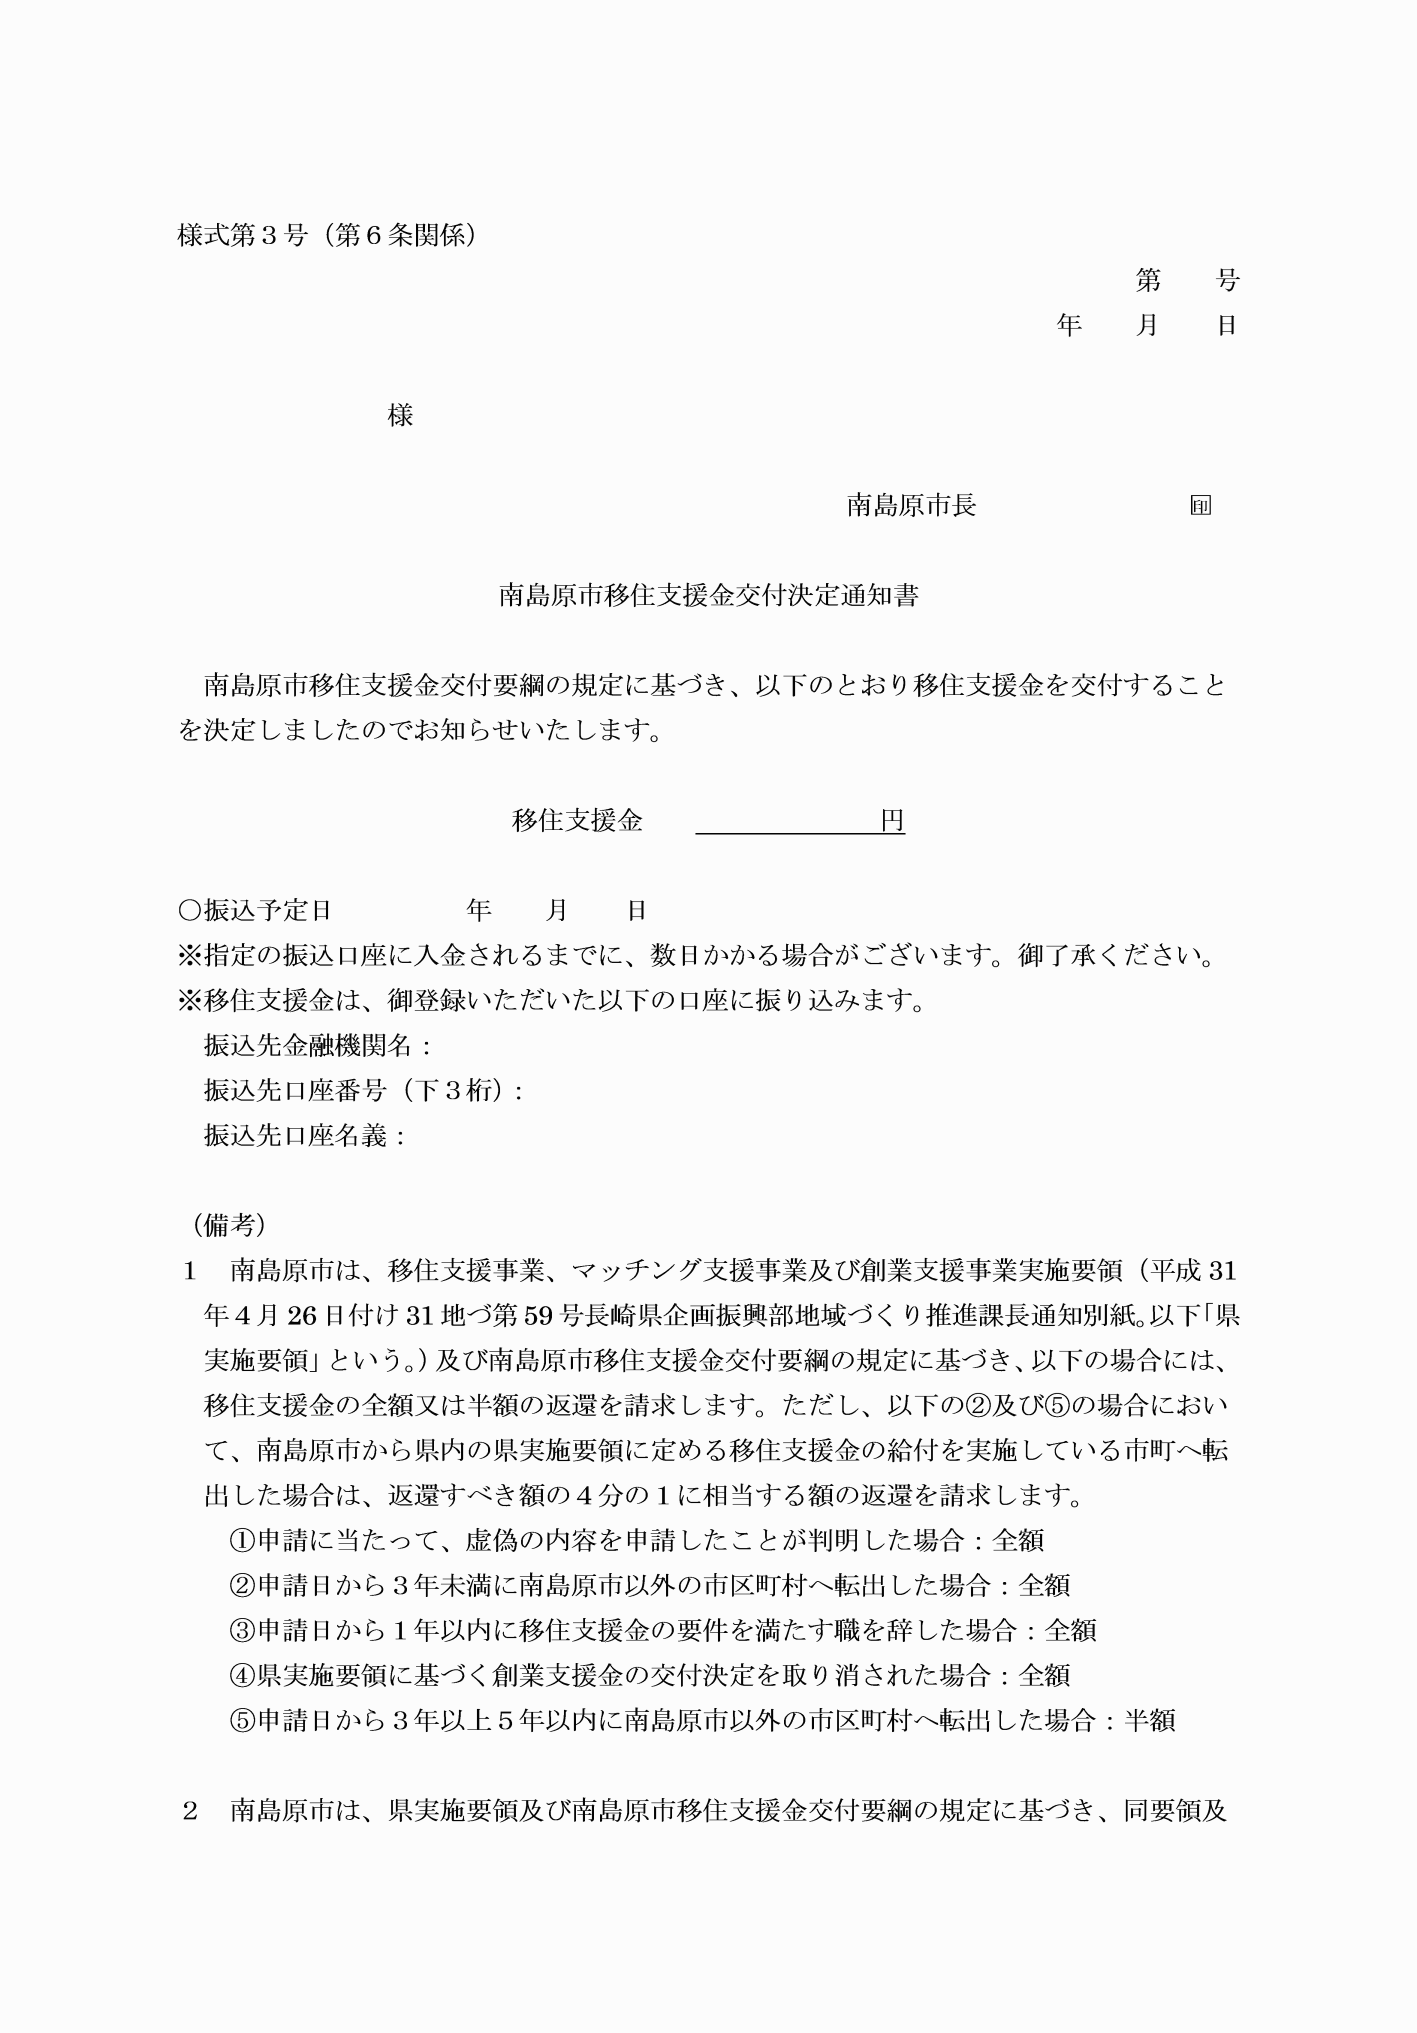 様式第３号（第６条関係）
第　　号
年　　月　　日
様
南島原市長　　　　　　　　㊞
南島原市移住支援金交付決定通知書
　南島原市移住支援金交付要綱の規定に基づき、以下のとおり移住支援金を交付すること
を決定しましたのでお知らせいたします。
移住支援金　　　　　　　　　円
○振込予定日　　　　　年　　月　　日
※指定の振込口座に入金されるまでに、数日かかる場合がございます。御了承ください。
※移住支援金は、御登録いただいた以下の口座に振り込みます。
　振込先金融機関名：
　振込先口座番号（下３桁）：
　振込先口座名義：
（備考）
１　南島原市は、移住支援事業、マッチング支援事業及び創業支援事業実施要領（平成 31
年４月 26 日付け 31 地づ第 59 号長崎県企画振興部地域づくり推進課長通知別紙。以下「県
実施要領」という。）及び南島原市移住支援金交付要綱の規定に基づき、以下の場合には、
移住支援金の全額又は半額の返還を請求します。ただし、以下の②及び⑤の場合におい
て、南島原市から県内の県実施要領に定める移住支援金の給付を実施している市町へ転
出した場合は、返還すべき額の４分の１に相当する額の返還を請求します。
①申請に当たって、虚偽の内容を申請したことが判明した場合：全額
②申請日から３年未満に南島原市以外の市区町村へ転出した場合：全額
③申請日から１年以内に移住支援金の要件を満たす職を辞した場合：全額
④県実施要領に基づく創業支援金の交付決定を取り消された場合：全額
⑤申請日から３年以上５年以内に南島原市以外の市区町村へ転出した場合：半額
２　南島原市は、県実施要領及び南島原市移住支援金交付要綱の規定に基づき、同要領及